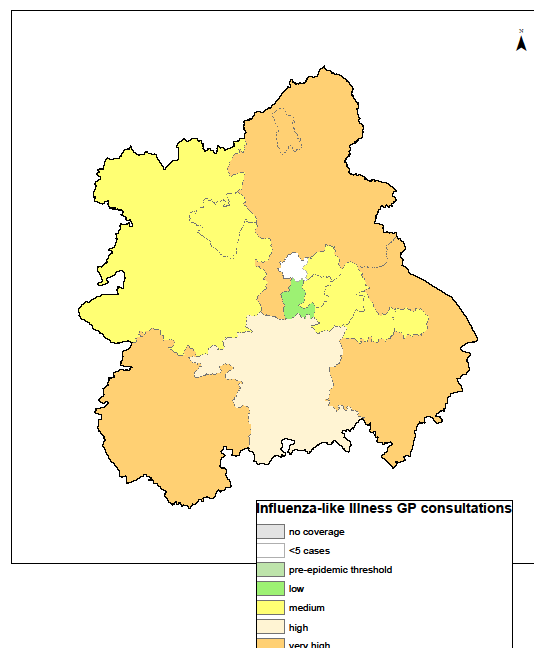 N
Influenza-like Illness GP consultations
no coverage
<5 cases
pre-epidemic threshold
low
medium
high
very high